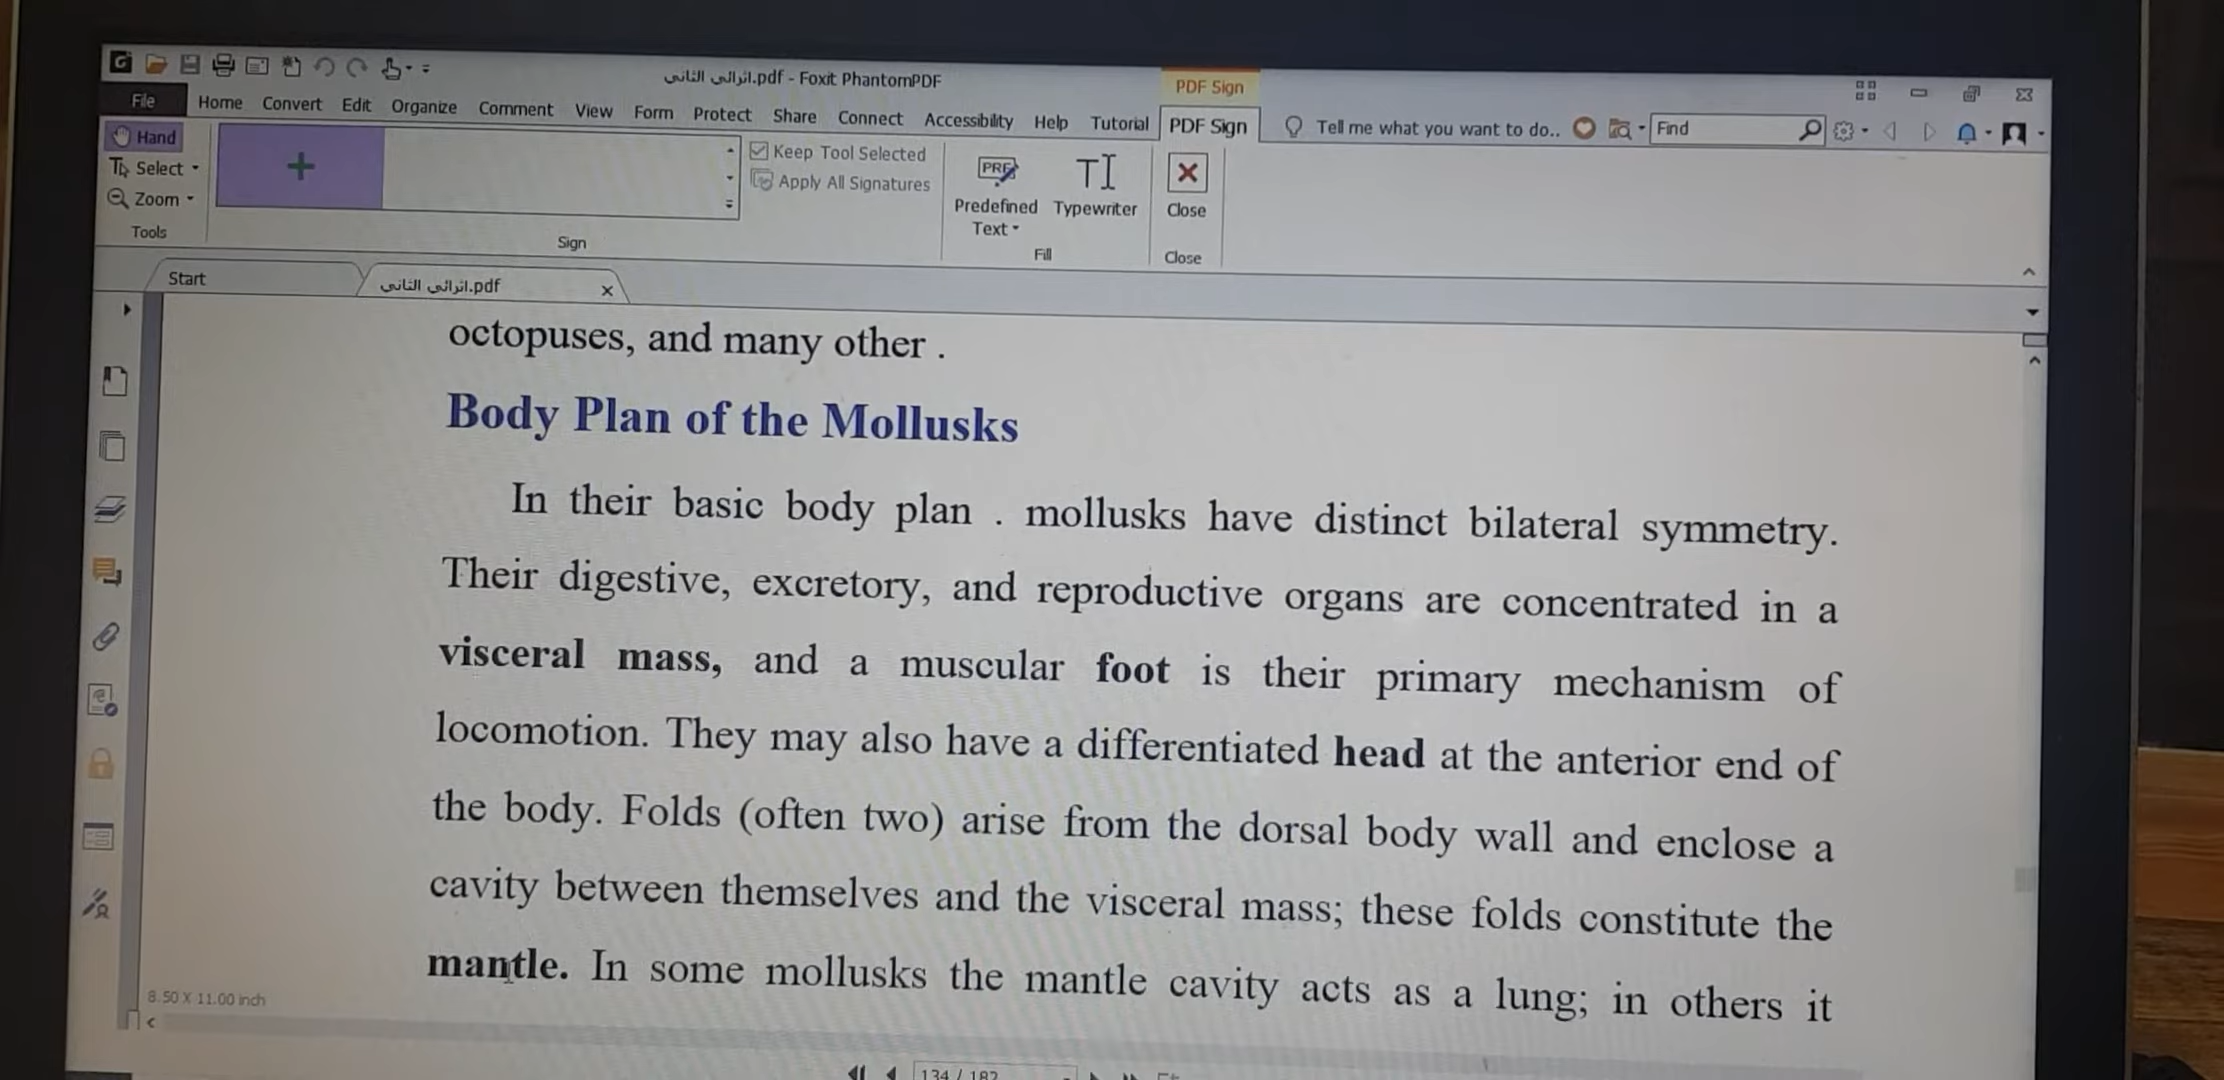 اثرائي الثاني.pdf - Foxit PhantomPDF
PDF Sign
File Home Convert Edit Organize Comment View Form Protect Share Connect Accessibility Help Tutorial PDF Sign Tell me what you want to do.. Find
Hand
Select
Zoom
Tools
Keep Tool Selected
Apply All Signatures
Sign
PRE
Predefined Text
Typewriter
Fill
Close
Close
Start
اثرائي الثاني.pdf
octopuses, and many other .
Body Plan of the Mollusks
In their basic body plan . mollusks have distinct bilateral symmetry.
Their digestive, excretory, and reproductive organs are concentrated in a
visceral mass, and a muscular foot is their primary mechanism of
locomotion. They may also have a differentiated head at the anterior end of
the body. Folds (often two) arise from the dorsal body wall and enclose a
cavity between themselves and the visceral mass; these folds constitute the
mantle. In some mollusks the mantle cavity acts as a lung; in others it
8.50 X 11.00 inch
134 / 182